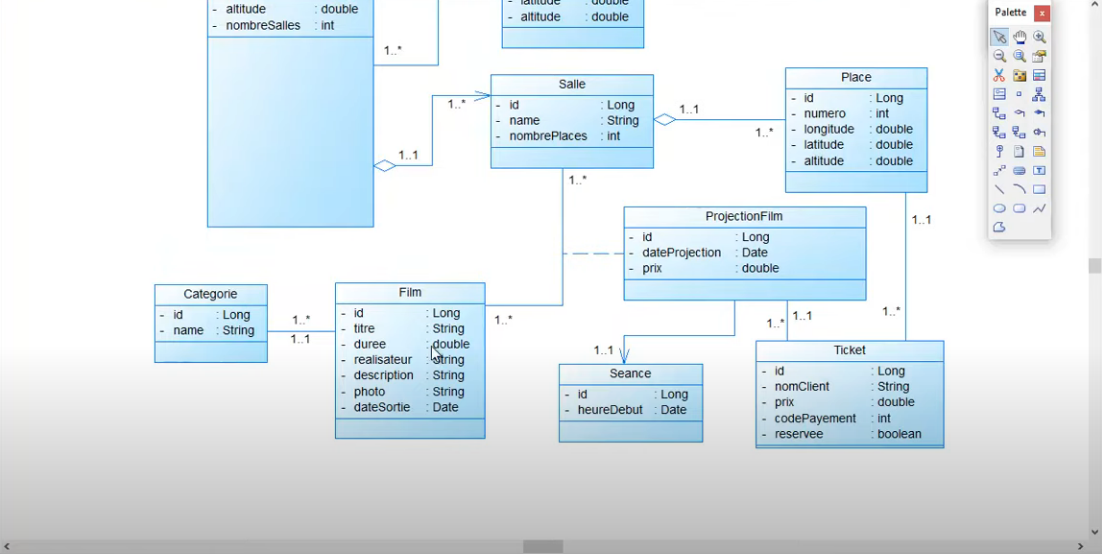 - altitude : double
- nombreSalles : int
1..*
1..*
1..1
- latitude : double
- altitude : double
Salle
- id : Long
- name : String
- nombrePlaces : int
1..1
1..*
1..*
Place
- id : Long
- numero : int
- longitude : double
- latitude : double
- altitude : double
1..1
1..*
Palette
x
ProjectionFilm
- id : Long
- dateProjection : Date
- prix : double
1..1
1..*
1..1
Categorie
- id : Long
- name : String
1..*
1..1
Film
- id : Long
- titre : String
- duree : double
- realisateur : String
- description : String
- photo : String
- dateSortie : Date
1..*
Seance
- id : Long
- heureDebut : Date
Ticket
- id : Long
- nomClient : String
- prix : double
- codePayement : int
- reservee : boolean